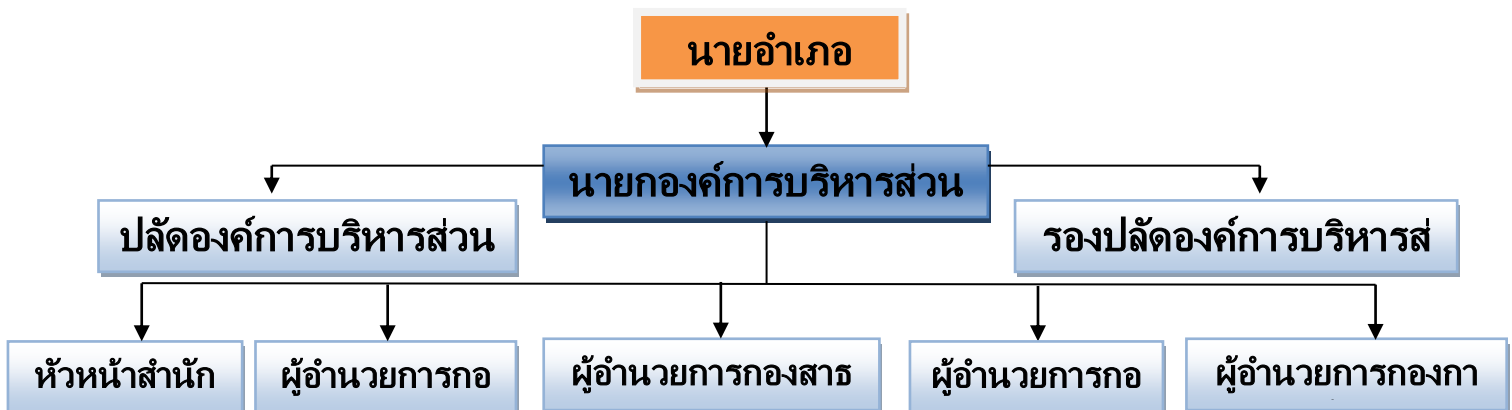 นายอำเภอ
นายกองค์การบริหารส่วน
ปลัดองค์การบริหารส่วน
รองปลัดองค์การบริหารส่
หัวหน้าสำนัก
ผู้อำนวยการกอ
ผู้อำนวยการกองสาธ
ผู้อำนวยการกอ
ผู้อำนวยการกองกา